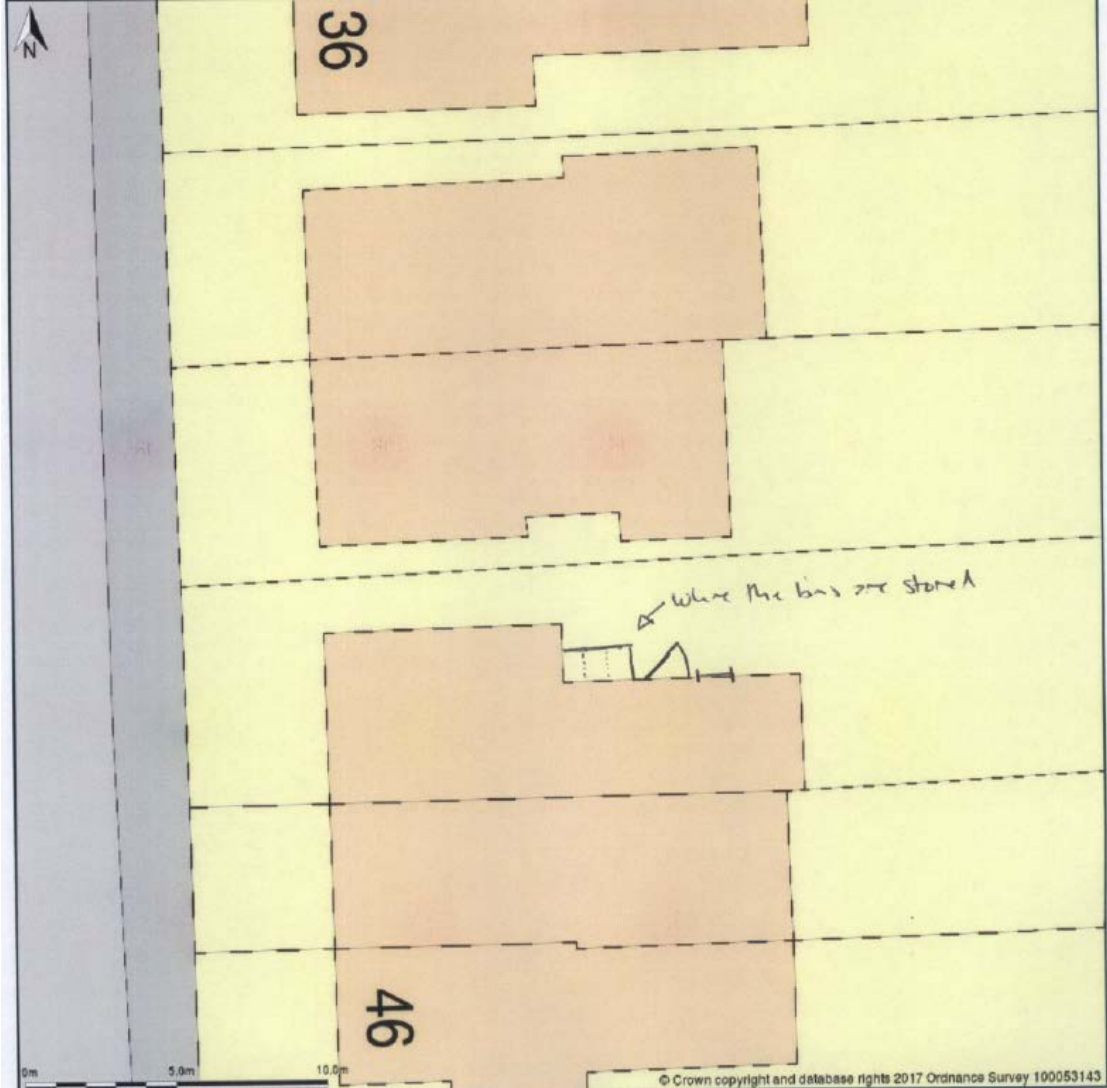 N
36
where the bins are stored
46
0m 5.0m 10.0m
© Crown copyright and database rights 2017 Ordnance Survey 100053143